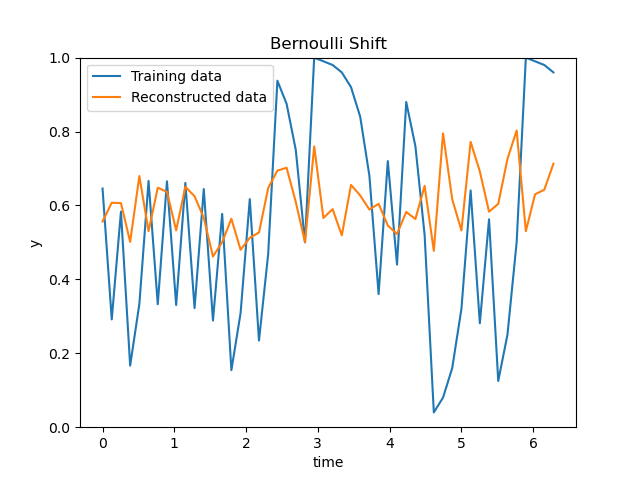 Bernoulli Shift
Training data
Reconstructed data
1.0
0.8
0.6
0.4
0.2
0.0
y
0 1 2 3 4 5 6
time